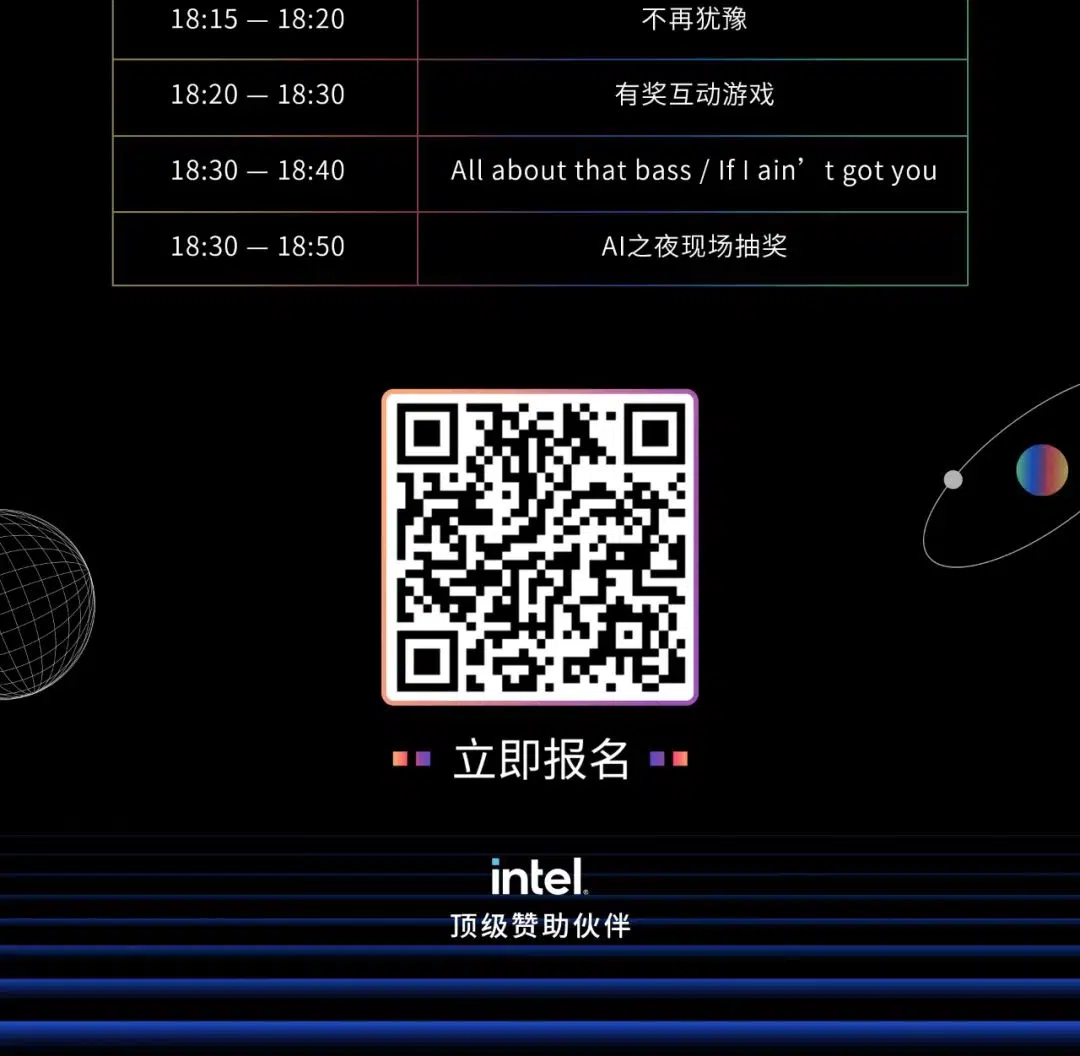 18:15 — 18:20 不再犹豫
18:20 — 18:30 有奖互动游戏
18:30 — 18:40 All about that bass / If I ain’t got you
18:30 — 18:50 AI之夜现场抽奖
立即报名
intel®
顶级赞助伙伴